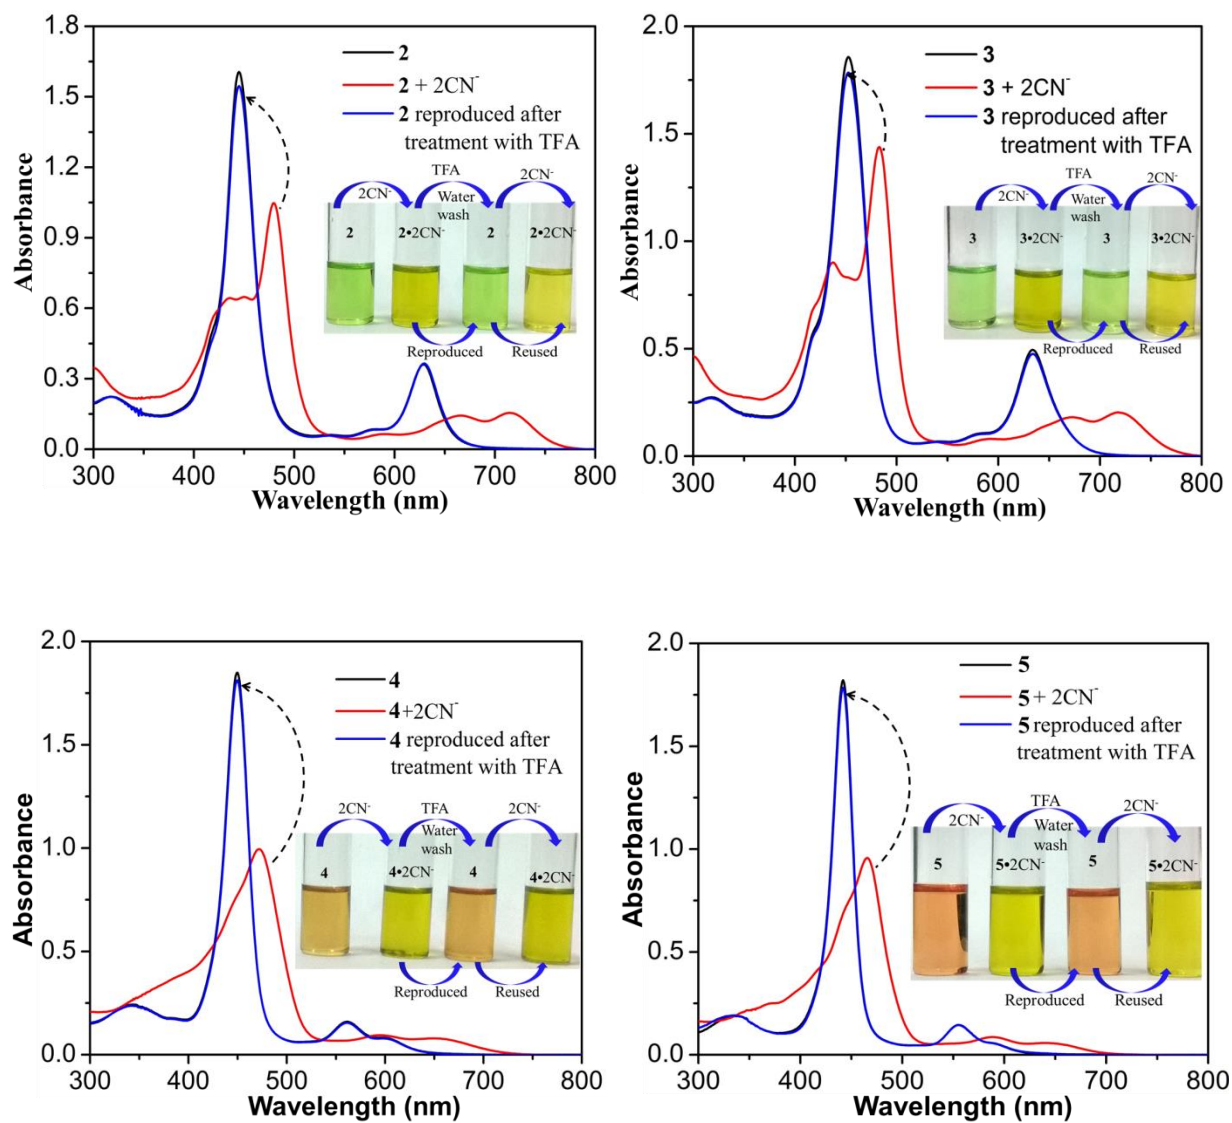 1.8
1.5
1.2
0.9
0.6
0.3
0.0
Absorbance
300 400 500 600 700 800
Wavelength (nm)
2
2 + 2CN⁻
2 reproduced after
treatment with TFA
2CN⁻
TFA
Water
wash
2CN⁻
2
2•2CN⁻
2
2•2CN⁻
Reproduced
Reused
2.0
1.5
1.0
0.5
0.0
Absorbance
300 400 500 600 700 800
Wavelength (nm)
3
3 + 2CN⁻
3 reproduced after
treatment with TFA
2CN⁻
TFA
Water
wash
2CN⁻
3
3•2CN⁻
3
3•2CN⁻
Reproduced
Reused
2.0
1.5
1.0
0.5
0.0
Absorbance
300 400 500 600 700 800
Wavelength (nm)
4
4+2CN⁻
4 reproduced after
treatment with TFA
2CN⁻
TFA
Water
wash
2CN⁻
4
4•2CN⁻
4
4•2CN⁻
Reproduced
Reused
2.0
1.5
1.0
0.5
0.0
Absorbance
300 400 500 600 700 800
Wavelength (nm)
5
5 + 2CN⁻
5 reproduced after
treatment with TFA
2CN⁻
TFA
Water
wash
2CN⁻
5
5•2CN⁻
5
5•2CN⁻
Reproduced
Reused